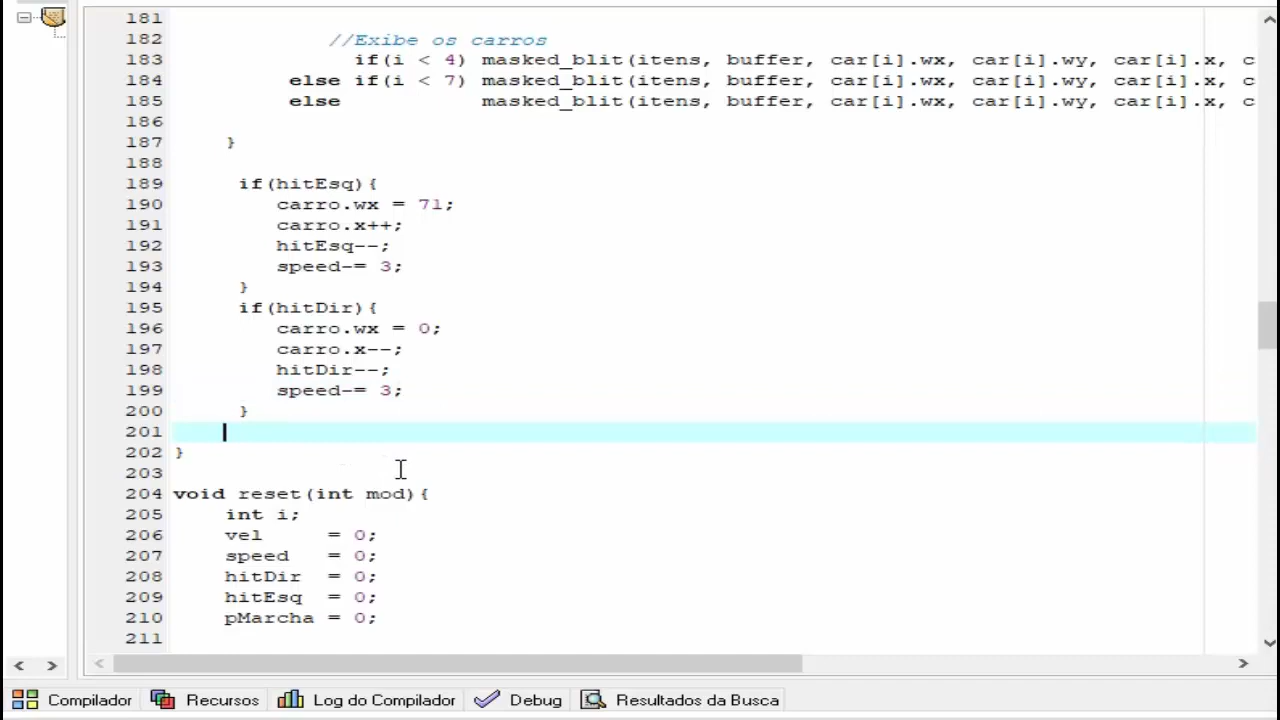 181
182 //Exibe os carros
183 if(i < 4) masked_blit(itens, buffer, car[i].wx, car[i].wy, car[i].x, c
184 else if(i < 7) masked_blit(itens, buffer, car[i].wx, car[i].wy, car[i].x, c
185 else masked_blit(itens, buffer, car[i].wx, car[i].wy, car[i].x, c
186
187 }
188
189 if(hitEsq){
190 carro.wx = 71;
191 carro.x++;
192 hitEsq--;
193 speed-= 3;
194 }
195 if(hitDir){
196 carro.wx = 0;
197 carro.x--;
198 hitDir--;
199 speed-= 3;
200 }
201
202 }
203
204 void reset(int mod){
205 int i;
206 vel = 0;
207 speed = 0;
208 hitDir = 0;
209 hitEsq = 0;
210 pMarcha = 0;
211
Compilador Recursos Log do Compilador Debug Resultados da Busca